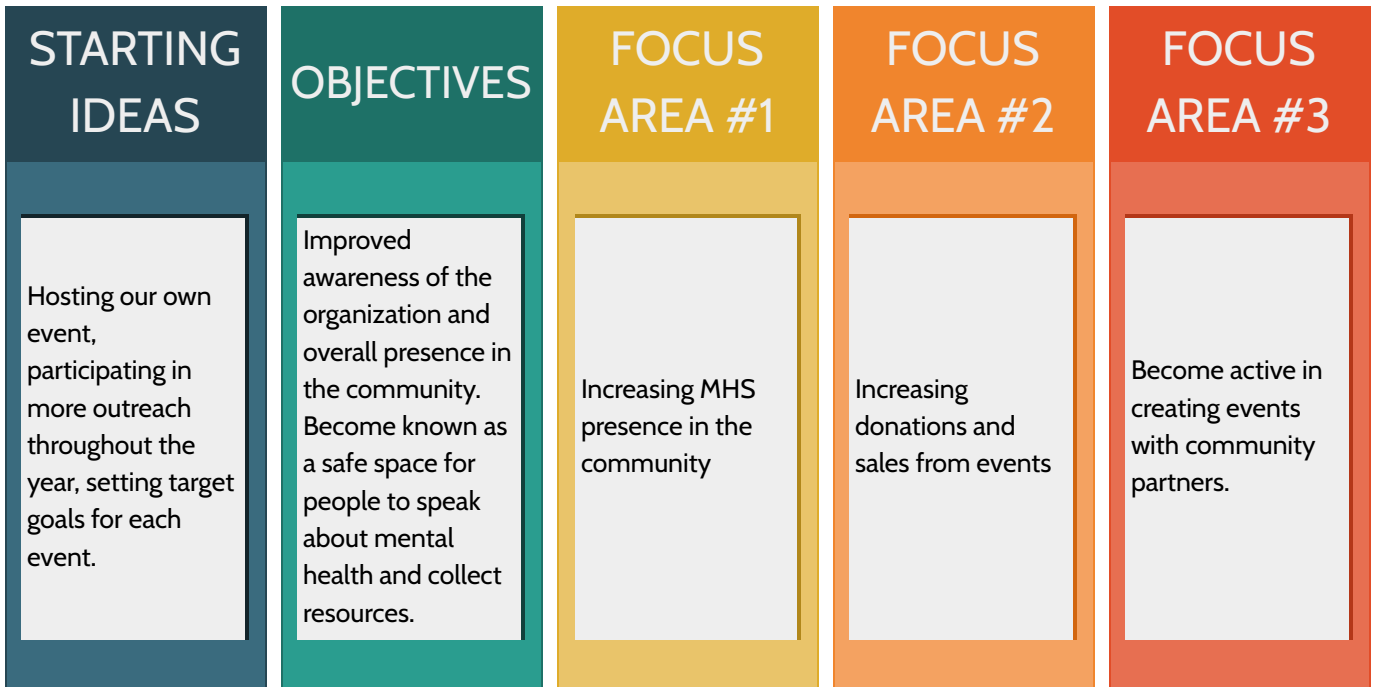 STARTING
IDEAS
Hosting our own
event,
participating in
more outreach
throughout the
year, setting target
goals for each
event.
OBJECTIVES
Improved
awareness of the
organization and
overall presence in
the community.
Become known as
a safe space for
people to speak
about mental
health and collect
resources.
FOCUS
AREA #1
Increasing MHS
presence in the
community
FOCUS
AREA #2
Increasing
donations and
sales from events
FOCUS
AREA #3
Become active in
creating events
with community
partners.